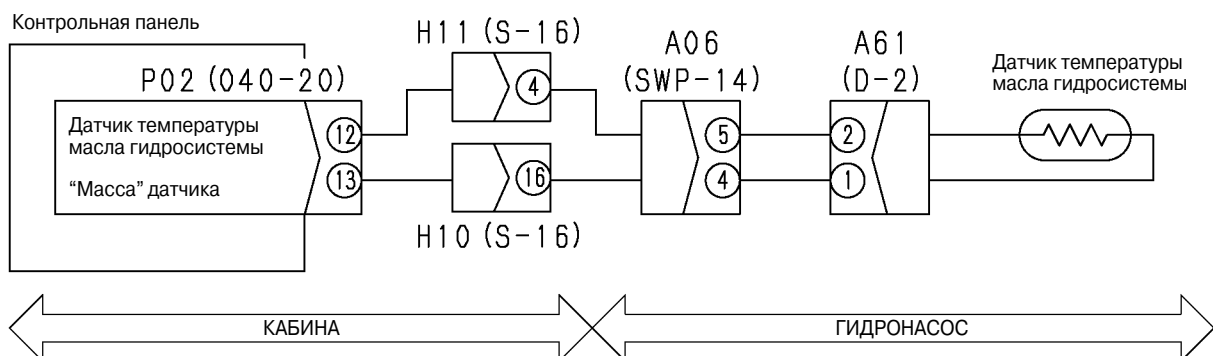 Контрольная панель
H11 (S-16)
A06
(SWP-14)
A61
(D-2)
Датчик температуры
масла гидросистемы
P02 (040-20)
4
Датчик температуры
масла гидросистемы
12
5
2
“Масса” датчика
13
16
4
1
H10 (S-16)
КАБИНА
ГИДРОНАСОС